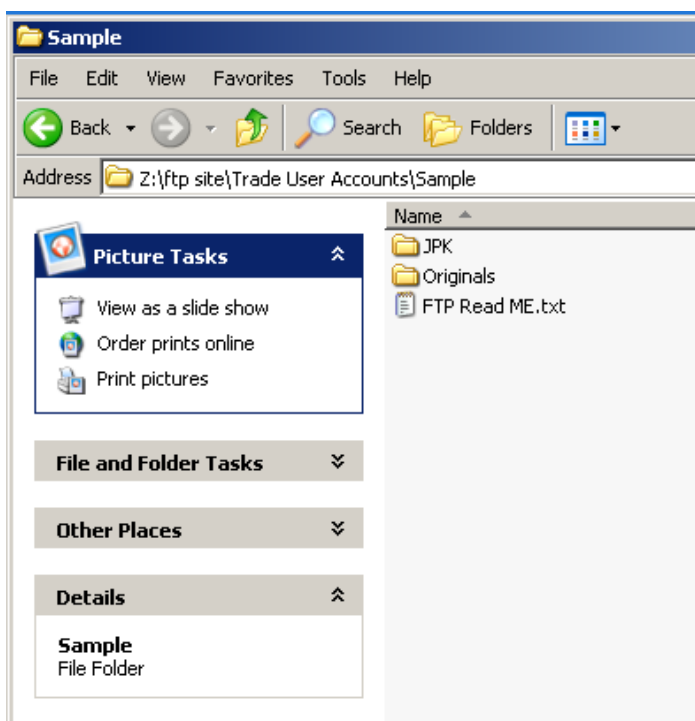 Sample
File Edit View Favorites Tools Help
Back Search Folders
Address Z:\ftp site\Trade User Accounts\Sample
Name
Picture Tasks
View as a slide show
Order prints online
Print pictures
File and Folder Tasks
Other Places
Details
Sample
File Folder
JPK
Originals
FTP Read ME.txt